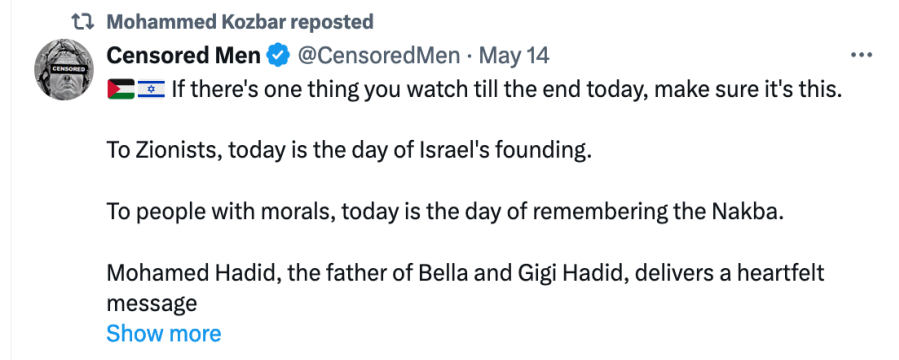 Mohammed Kozbar reposted
Censored Men @CensoredMen · May 14
CENSORED
🇵🇸🇮🇱 If there's one thing you watch till the end today, make sure it's this.
To Zionists, today is the day of Israel's founding.
To people with morals, today is the day of remembering the Nakba.
Mohamed Hadid, the father of Bella and Gigi Hadid, delivers a heartfelt
message
Show more